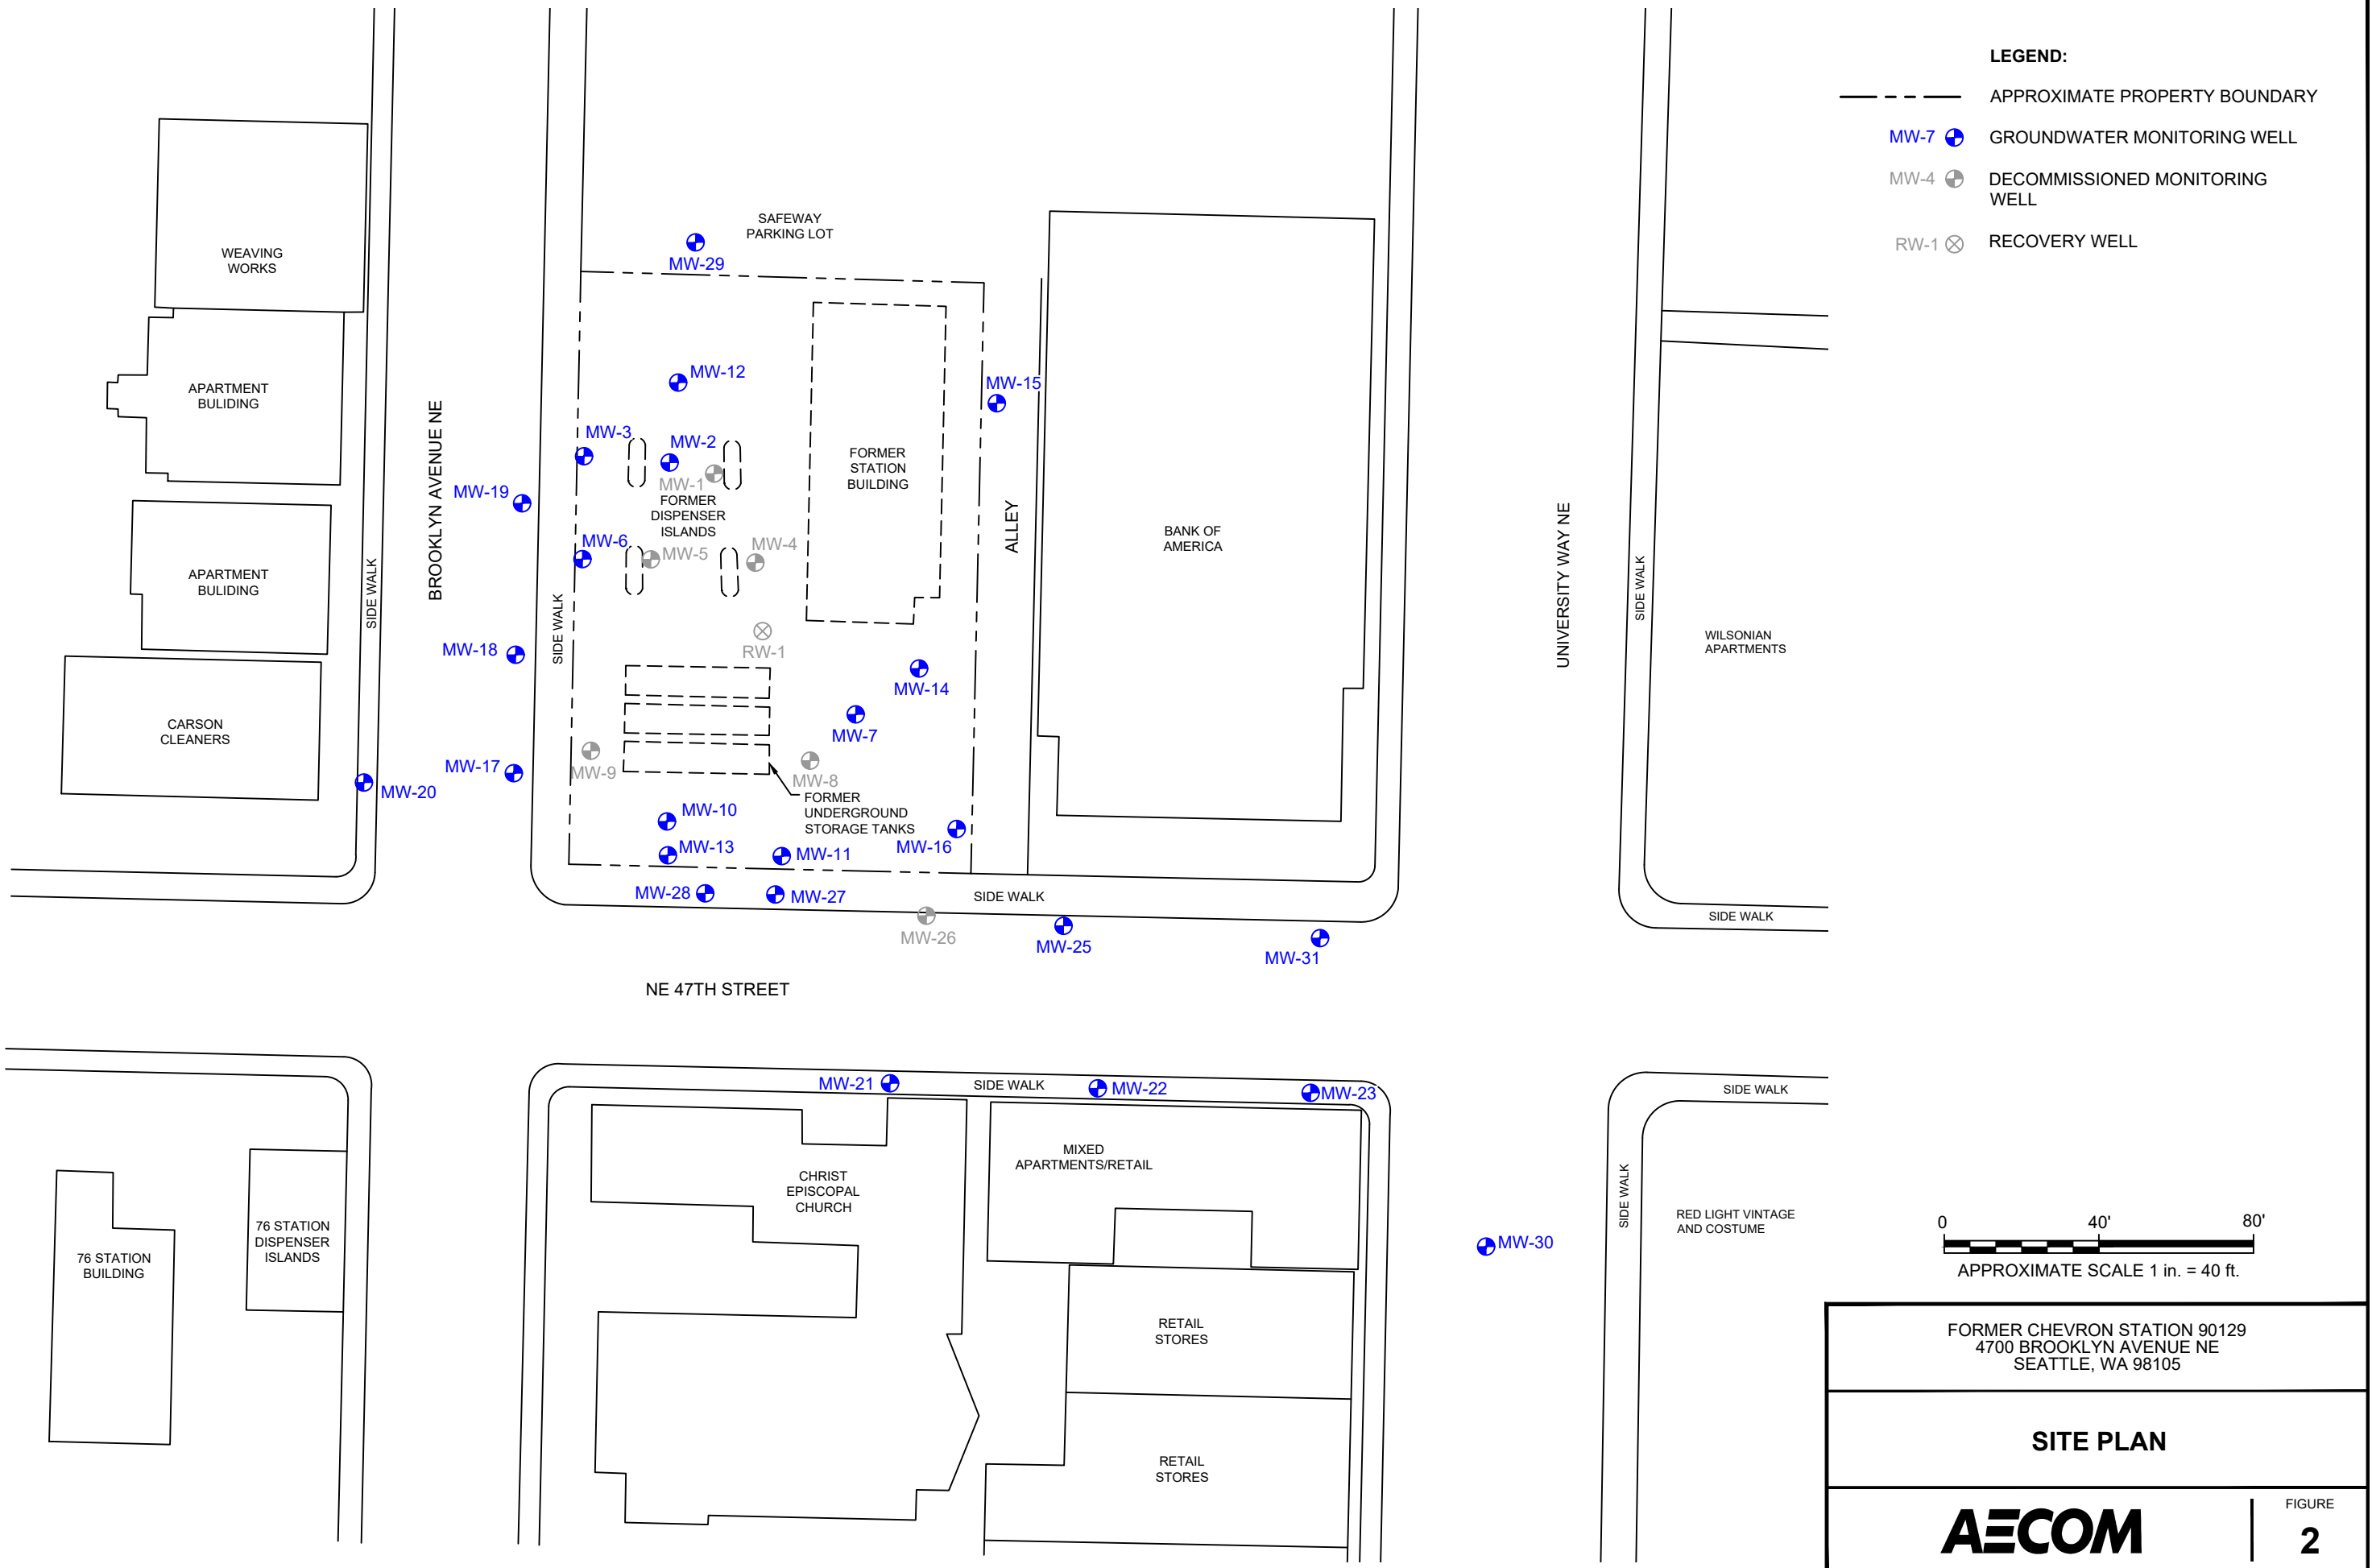 LEGEND:
APPROXIMATE PROPERTY BOUNDARY
MW-7 GROUNDWATER MONITORING WELL
MW-4 DECOMMISSIONED MONITORING
WELL
RW-1 RECOVERY WELL
SAFEWAY
PARKING LOT
MW-29
WEAVING
WORKS
APARTMENT
BULIDING
BROOKLYN AVENUE NE
MW-12
MW-15
MW-3
MW-2
MW-1
FORMER
DISPENSER
ISLANDS
FORMER
STATION
BUILDING
MW-19
MW-6
MW-5
MW-4
ALLEY
BANK OF
AMERICA
UNIVERSITY WAY NE
SIDE WALK
APARTMENT
BULIDING
SIDE WALK
SIDE WALK
WILSONIAN
APARTMENTS
MW-18
RW-1
MW-14
MW-7
CARSON
CLEANERS
MW-9
MW-8
MW-17
MW-20
FORMER
UNDERGROUND
STORAGE TANKS
MW-10
MW-13
MW-11
MW-16
MW-28
MW-27
SIDE WALK
MW-26
MW-25
MW-31
SIDE WALK
NE 47TH STREET
MW-21
SIDE WALK
MW-22
MW-23
SIDE WALK
MIXED
APARTMENTS/RETAIL
CHRIST
EPISCOPAL
CHURCH
SIDE WALK
RED LIGHT VINTAGE
AND COSTUME
76 STATION
DISPENSER
ISLANDS
76 STATION
BUILDING
MW-30
RETAIL
STORES
RETAIL
STORES
0 40' 80'
APPROXIMATE SCALE 1 in. = 40 ft.
FORMER CHEVRON STATION 90129
4700 BROOKLYN AVENUE NE
SEATTLE, WA 98105
SITE PLAN
AECOM
FIGURE
2